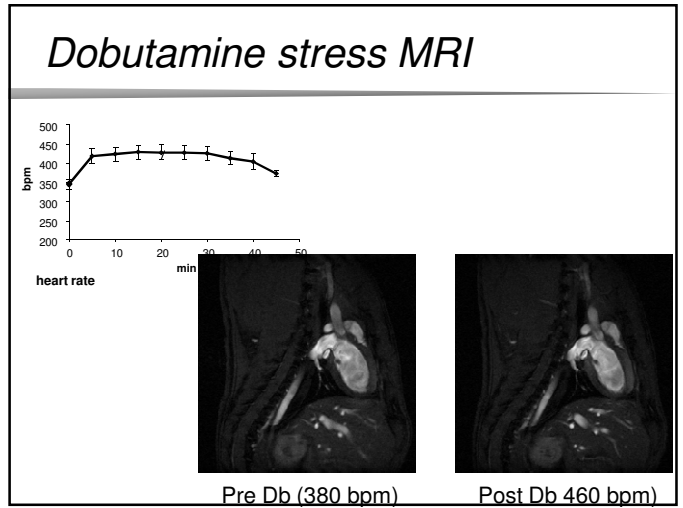 Dobutamine stress MRI
500
450
400
350
300
250
200
bpm
0 10 20 30 40 50
min
heart rate
Pre Db (380 bpm)
Post Db 460 bpm)